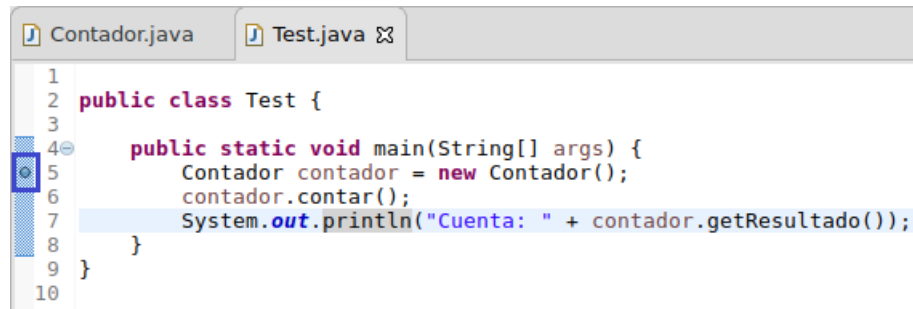 Contador.java Test.java
1
2 public class Test {
3
4 public static void main(String[] args) {
5 Contador contador = new Contador();
6 contador.contar();
7 System.out.println("Cuenta: " + contador.getResultado());
8 }
9 }
10